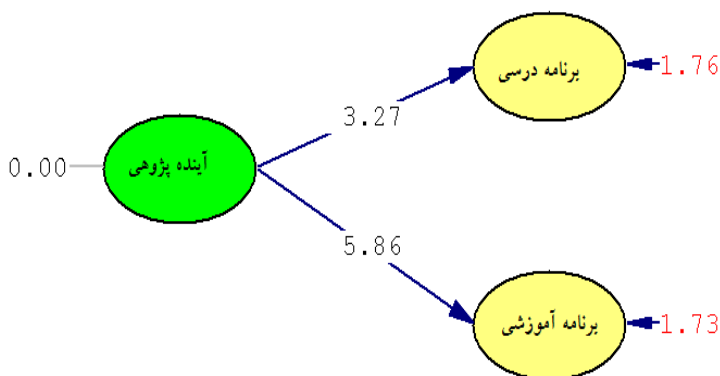 برنامه درسی
1.76
3.27
0.00
آینده پژوهی
5.86
برنامه آموزشی
1.73